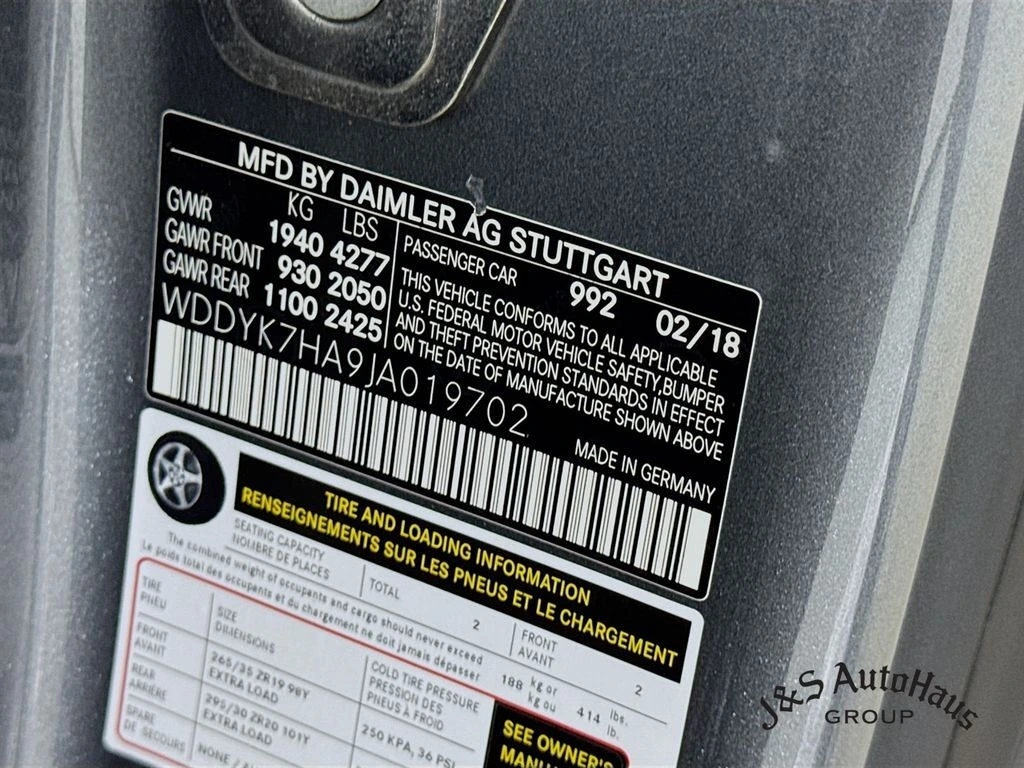 MFD BY DAIMLER AG STUTTGART
KG LBS
GVWR 1940 4277
GAWR FRONT 930 2050
GAWR REAR 1100 2425
PASSENGER CAR 992 02/18
THIS VEHICLE CONFORMS TO ALL APPLICABLE
U.S. FEDERAL MOTOR VEHICLE SAFETY,BUMPER
AND THEFT PREVENTION STANDARDS IN EFFECT
ON THE DATE OF MANUFACTURE SHOWN ABOVE
WDDYK7HA9JA019702
MADE IN GERMANY
TIRE AND LOADING INFORMATION
RENSEIGNEMENTS SUR LES PNEUS ET LE CHARGEMENT
SEATING CAPACITY
NOMBRE DE PLACES
TOTAL 2
FRONT
AVANT 2
The combined weight of occupants and cargo should never exceed
Le poids total des occupants et du chargement ne doit jamais dépasser
188 kg or
kg ou
414 lbs.
lb.
TIRE
PNEU
SIZE
DIMENSIONS
COLD TIRE PRESSURE
PRESSION DES
PNEUS À FROID
FRONT
AVANT
265/35 ZR19 98Y
EXTRA LOAD
250 KPA, 36 PSI
REAR
ARRIÈRE
295/30 ZR20 101Y
EXTRA LOAD
SPARE
DE SECOURS
NONE /
SEE OWNER'S
MANUAL
J&S AutoHaus
GROUP